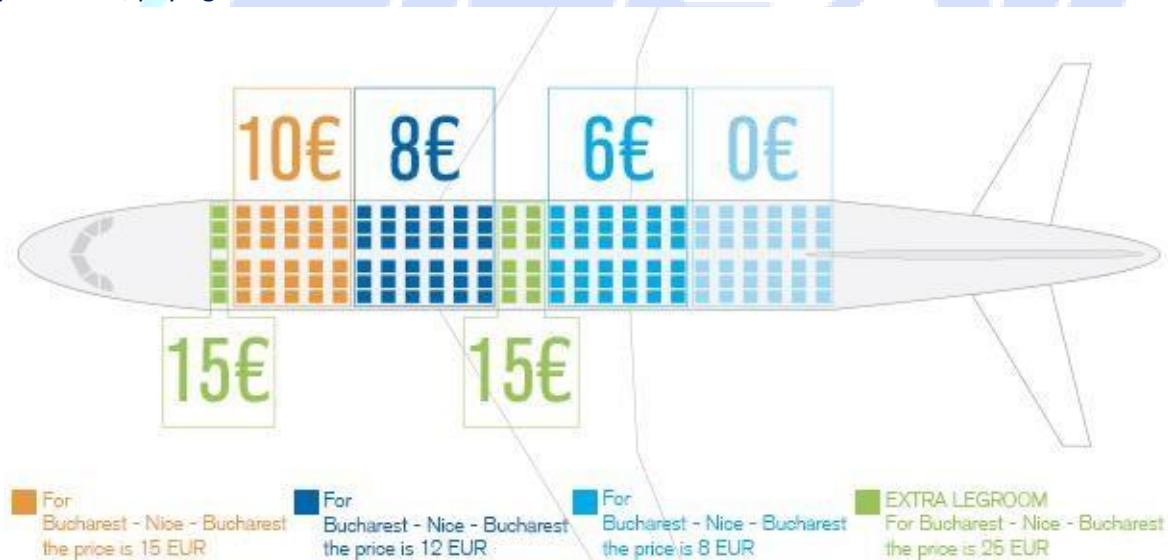 10€
8€
6€
0€
15€
15€
For
Bucharest - Nice - Bucharest
the price is 15 EUR
For
Bucharest - Nice - Bucharest
the price is 12 EUR
For
Bucharest - Nice - Bucharest
the price is 8 EUR
EXTRA LEGROOM
For Bucharest - Nice - Bucharest
the price is 25 EUR